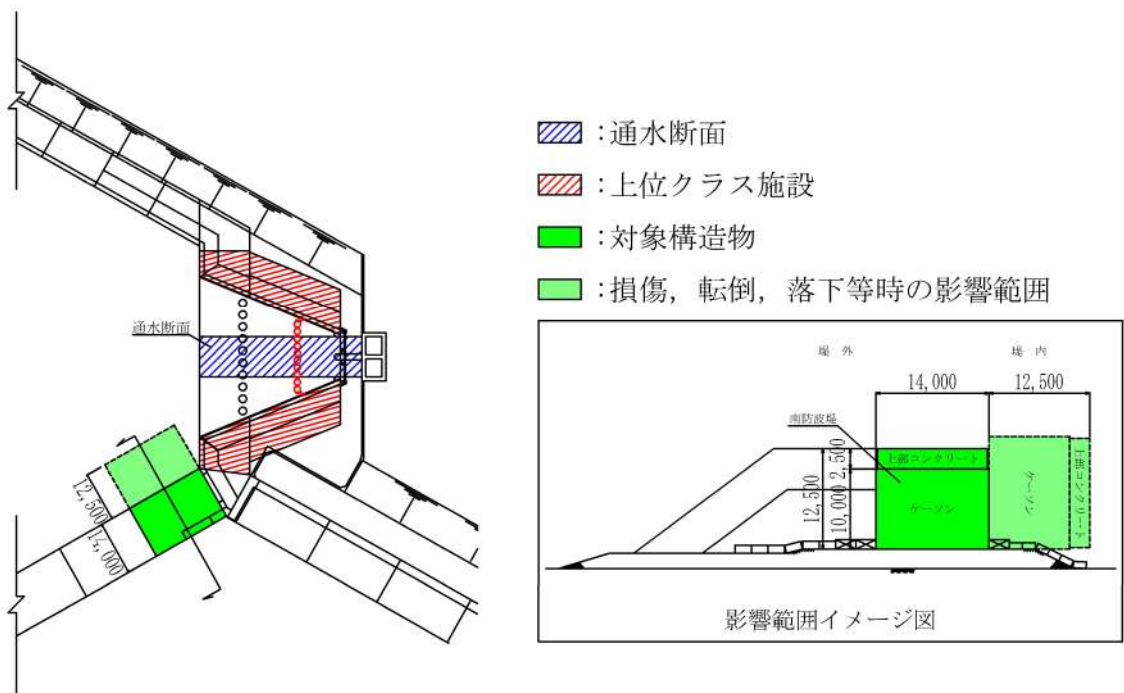 ：通水断面
：上位クラス施設
：対象構造物
：損傷，転倒，落下等時の影響範囲
通水断面
12,500
14,000
場 外
場 内
14,000
12,500
南防波堤
上部コンクリート
2,500
12,500
10,000
ケーソン
ケーソン
上部コンクリート
影響範囲イメージ図